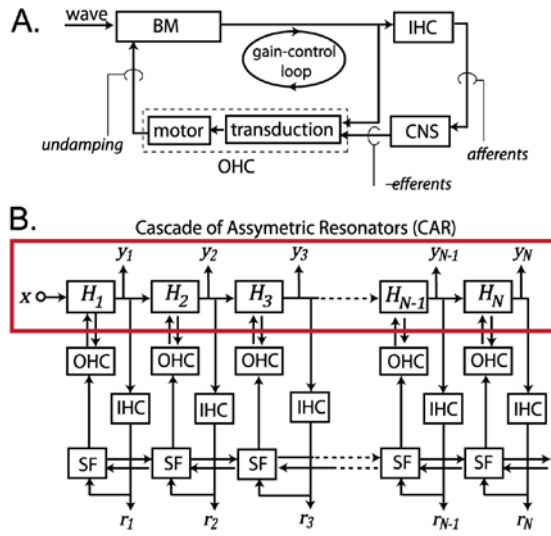 A.
wave
BM
IHC
gain-control
loop
motor
transduction
CNS
undamping
OHC
afferents
efferents
B.
Cascade of Assymetric Resonators (CAR)
y1 y2 y3 yN-1 yN
x H1 H2 H3 HN-1 HN
OHC OHC OHC OHC OHC
IHC IHC IHC IHC IHC
SF SF SF SF SF
r1 r2 r3 rN-1 rN